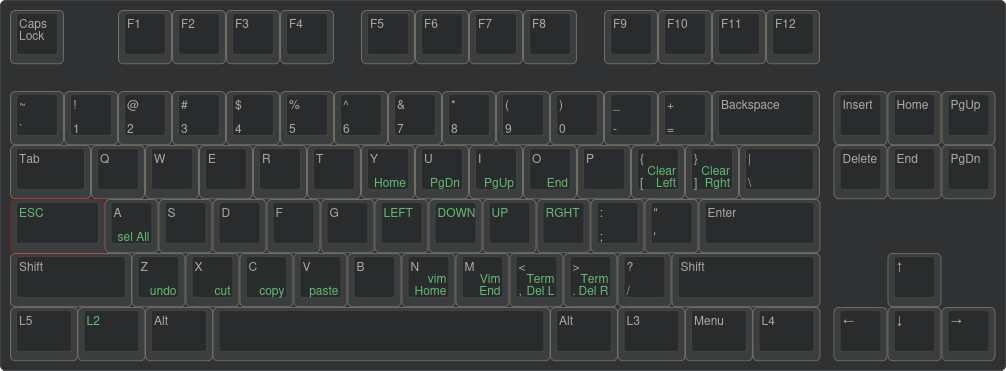 Caps
Lock
F1 F2 F3 F4 F5 F6 F7 F8 F9 F10 F11 F12
~ ! @ # $ % ^ & * ( ) _ + Backspace Insert Home PgUp
` 1 2 3 4 5 6 7 8 9 0 - =
Tab Q W E R T Y U I O P { } | Delete End PgDn
Clear Clear
Home PgDn PgUp End [ Left ] Rght \
ESC A S D F G LEFT DOWN UP RGHT : " Enter
sel All ; '
Shift Z X C V B N M < > ? Shift ↑
vim Vim Term Term
undo cut copy paste Home End , Del L . Del R /
L5 L2 Alt Alt L3 Menu L4 ← ↓ →